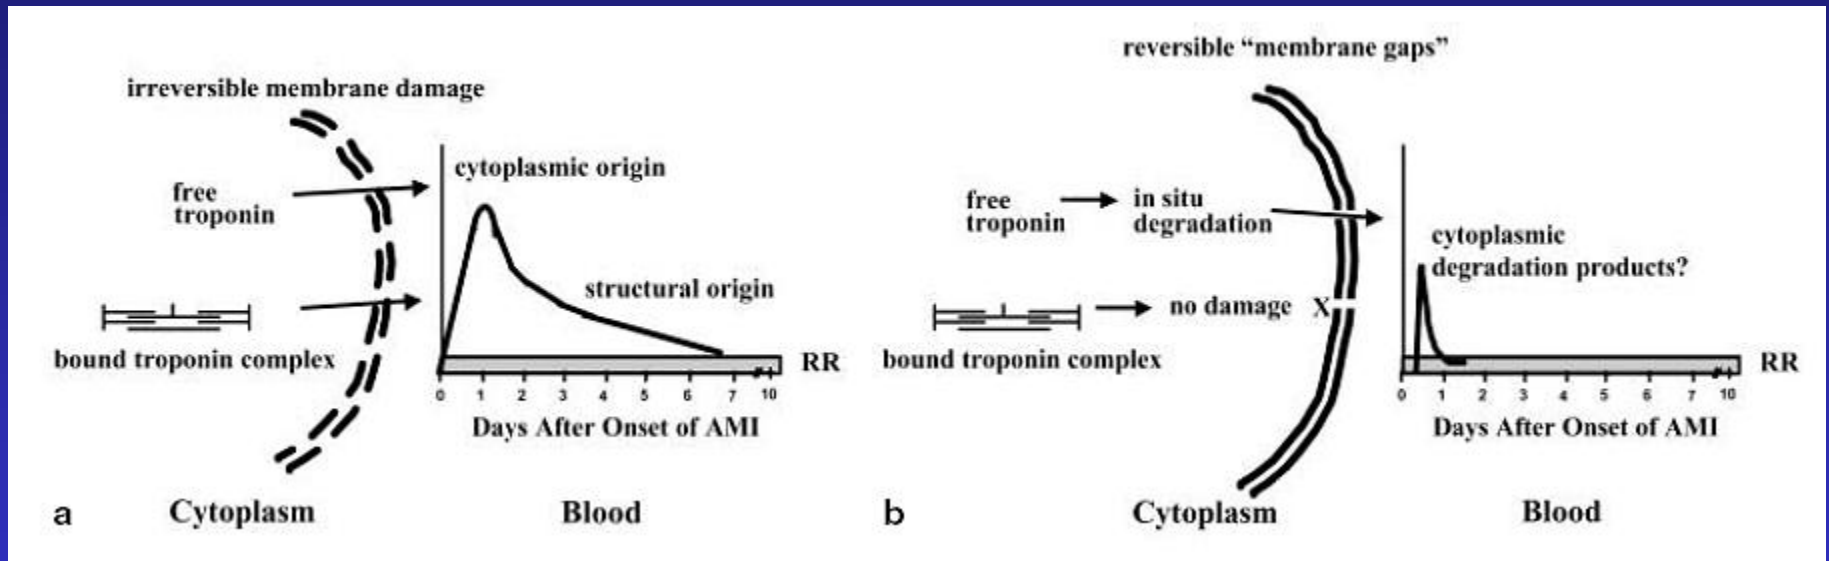 irreversible membrane damage
cytoplasmic origin
free
troponin
structural origin
bound troponin complex
RR
0 1 2 3 4 5 6 7 10
Days After Onset of AMI
a
Cytoplasm
Blood
reversible “membrane gaps”
free
troponin
in situ
degradation
cytoplasmic
degradation products?
no damage X
bound troponin complex
RR
0 1 2 3 4 5 6 7 10
Days After Onset of AMI
b
Cytoplasm
Blood